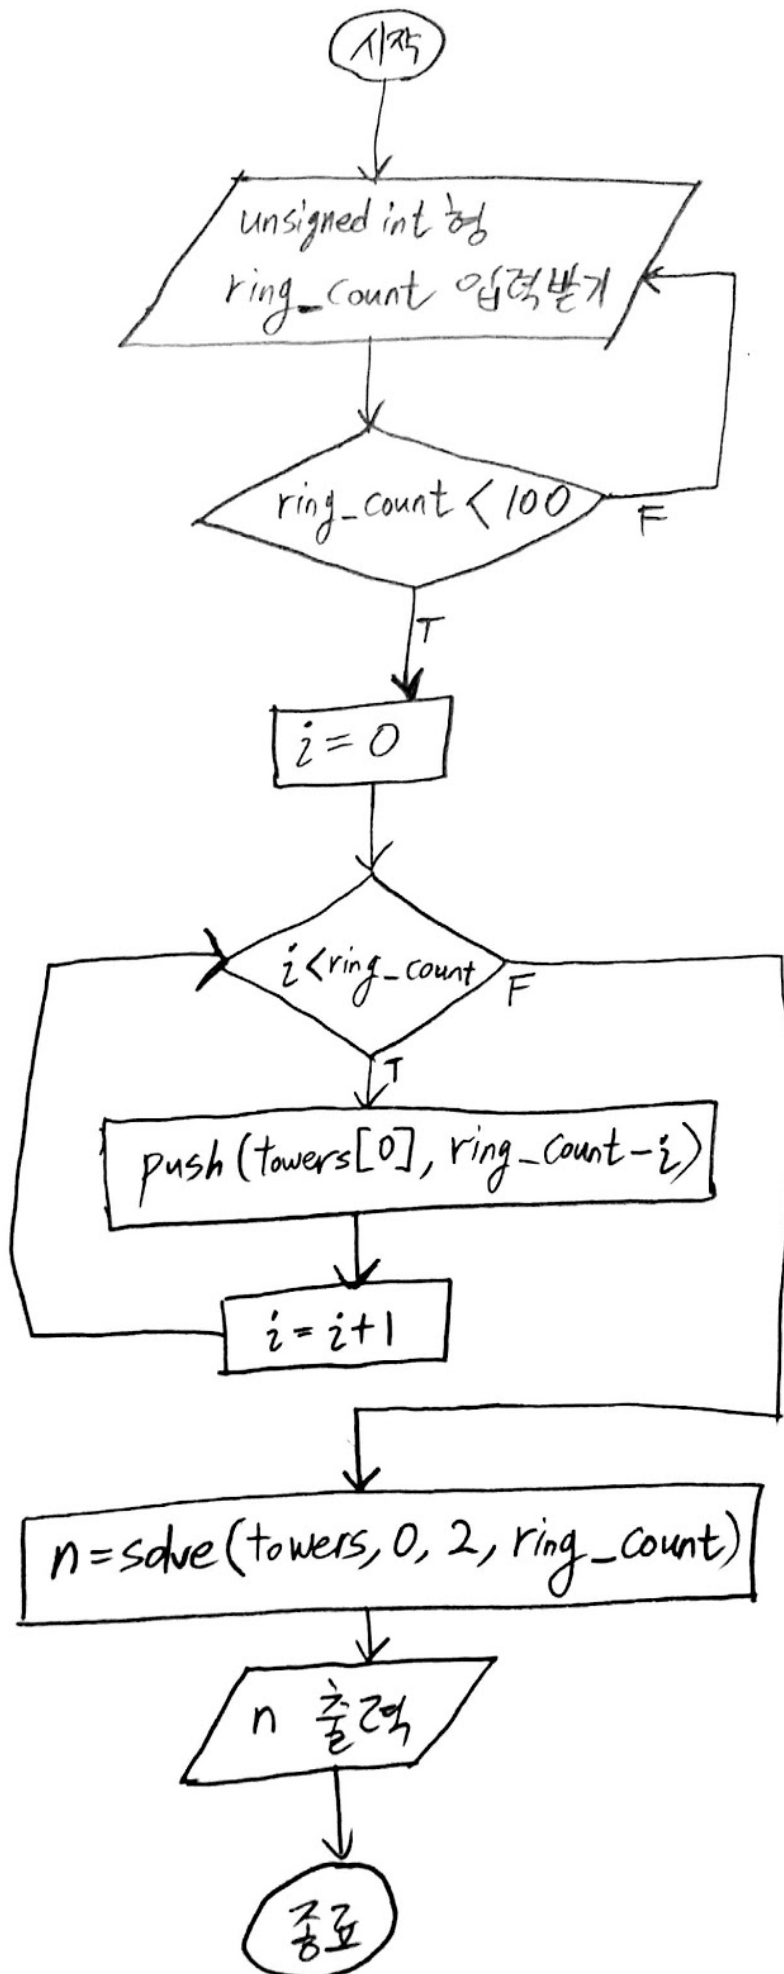 시작
unsigned int 형
ring_count 입력받기
ring_count < 100
F
T
i = 0
i < ring_count
F
T
push (towers[0], ring_count - i)
i = i + 1
n = solve (towers, 0, 2, ring_count)
n 출력
종료